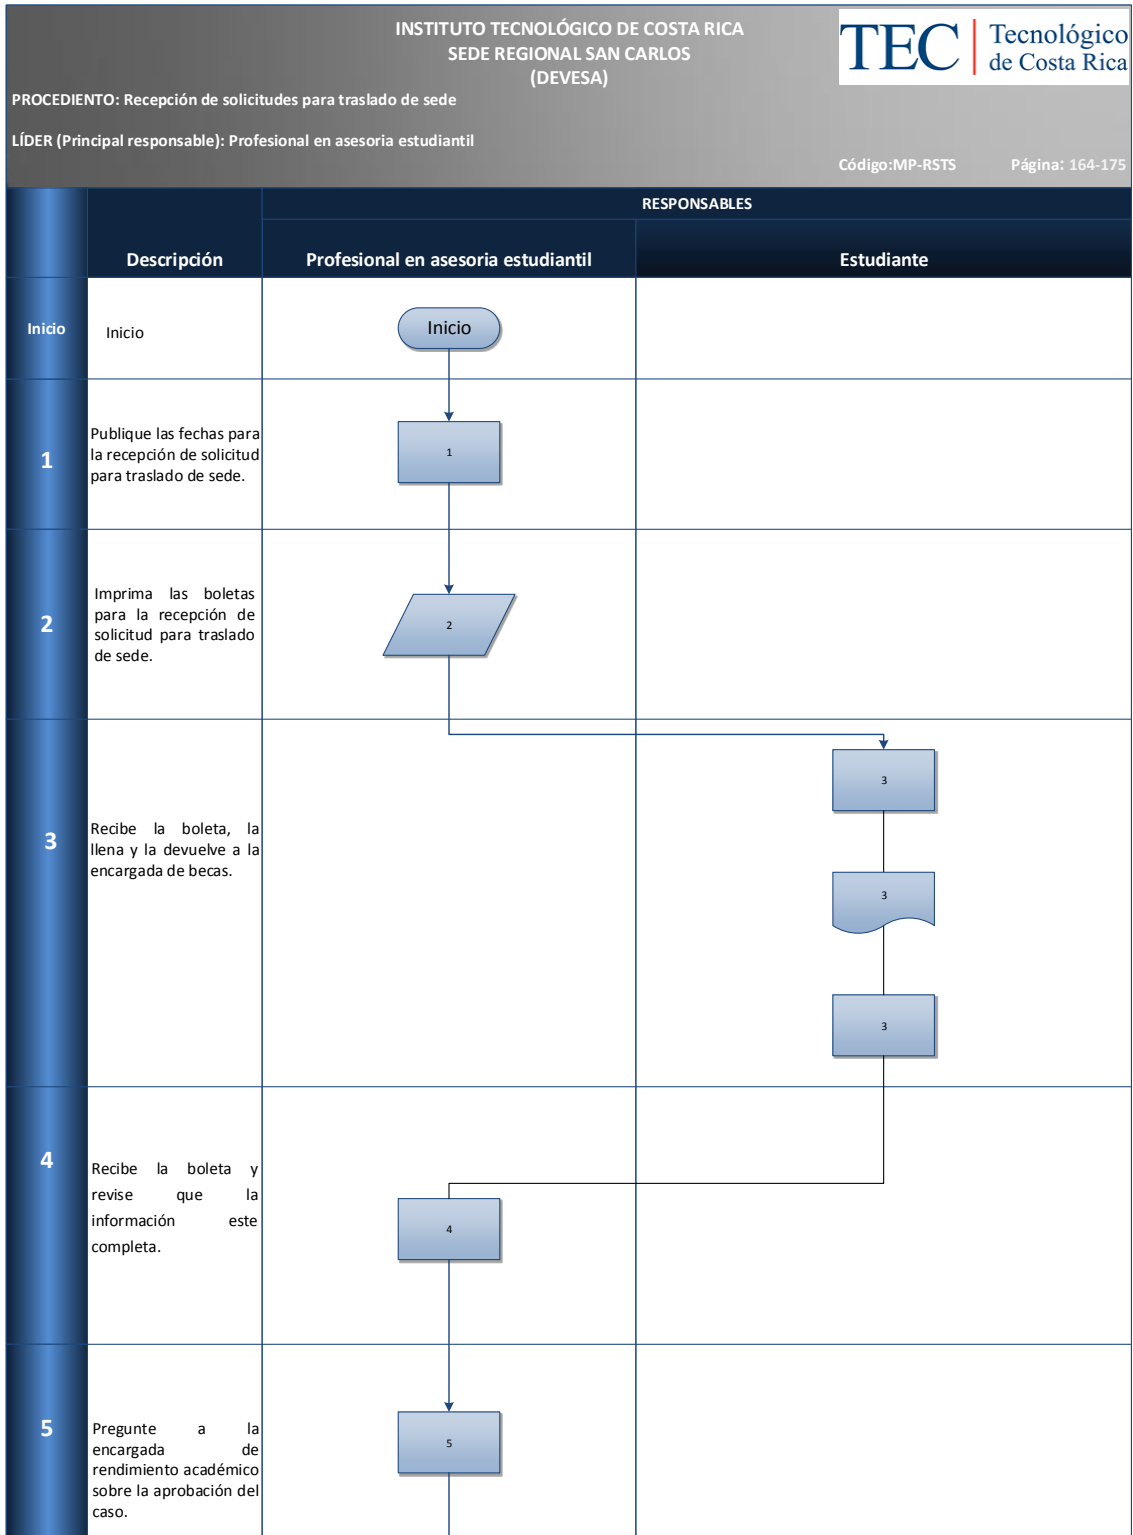 INSTITUTO TECNOLÓGICO DE COSTA RICA
SEDE REGIONAL SAN CARLOS
(DEVESA)
TEC | Tecnológico
de Costa Rica
PROCEDIENTO: Recepción de solicitudes para traslado de sede
LÍDER (Principal responsable): Profesional en asesoria estudiantil
Código:MP-RSTS Página: 164-175
RESPONSABLES
Descripción Profesional en asesoria estudiantil Estudiante
Inicio Inicio Inicio
1
Publique las fechas para
la recepción de solicitud
para traslado de sede.
1
2
Imprima las boletas
para la recepción de
solicitud para traslado
de sede.
2
3
Recibe la boleta, la
llena y la devuelve a la
encargada de becas.
3
3
3
4
Recibe la boleta y
revise que la
información este
completa.
4
5
Pregunte a la
encargada de
rendimiento académico
sobre la aprobación del
caso.
5